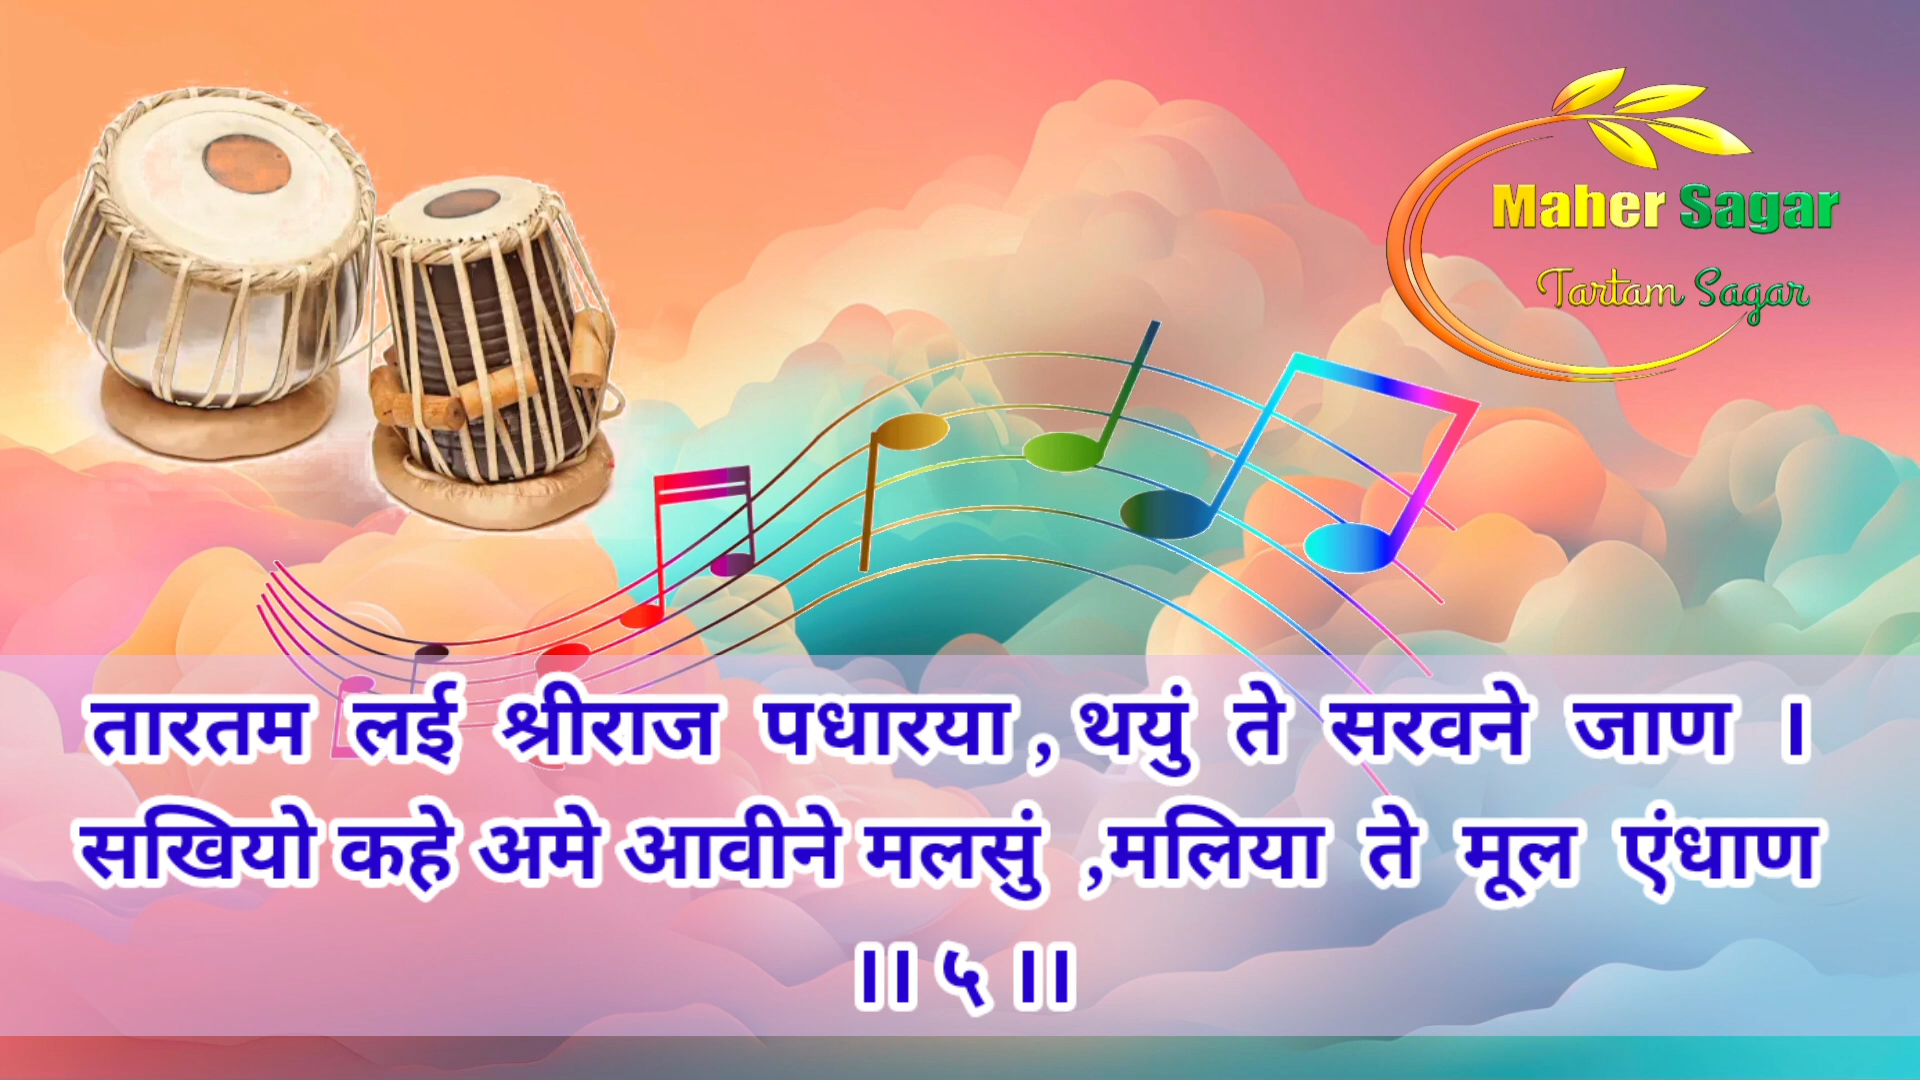 Maher Sagar
Tartam Sagar
तारतम लई श्रीराज पधारया , थयुं ते सरवने जाण ।
सखियो कहे अमे आवीने मलसुं ,मलिया ते मूल एंधाण
।। ५ ।।